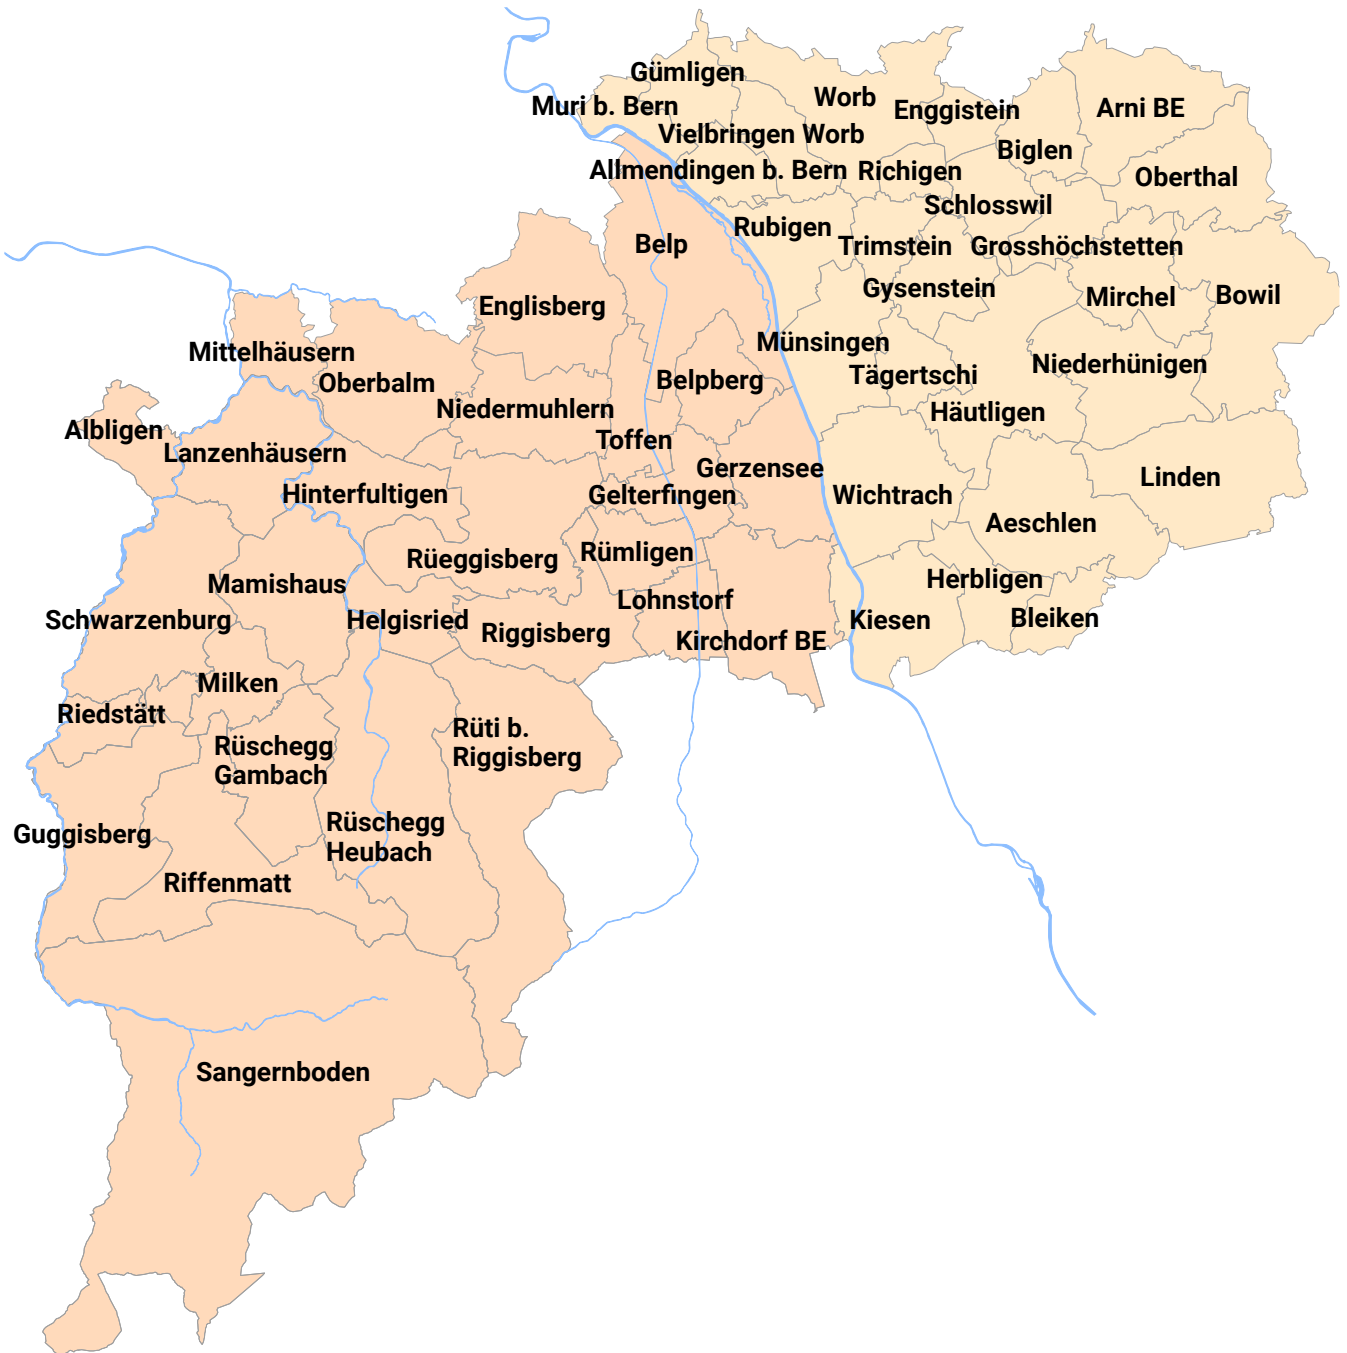 Gümligen
Muri b. Bern
Worb
Enggistein
Arni BE
Vielbringen Worb
Biglen
Allmendingen b. Bern
Richigen
Oberthal
Schlosswil
Rubigen
Belp
Trimstein
Grosshöchstetten
Gysenstein
Mirchel
Bowil
Englisberg
Münsingen
Mittelhäusern
Niederhünigen
Tägertschi
Oberbalm
Belpberg
Niedermuhlern
Häutligen
Albligen
Toffen
Lanzenhäusern
Gerzensee
Linden
Hinterfultigen
Gelterfingen
Wichtrach
Aeschlen
Rüeggisberg
Rümligen
Mamishaus
Herbligen
Lohnstorf
Schwarzenburg
Helgisried
Kiesen
Bleiken
Riggisberg
Kirchdorf BE
Milken
Riedstätt
Rüti b.
Riggisberg
Rüschegg
Gambach
Guggisberg
Rüschegg
Heubach
Riffenmatt
Sangernboden